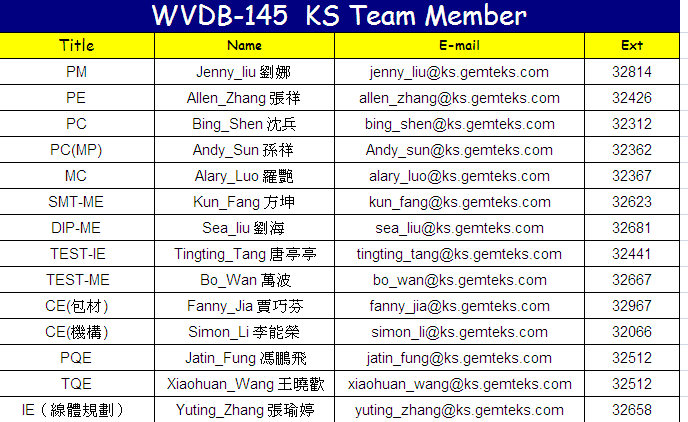 WVDB-145 KS Team Member
Title Name E-mail Ext
PM Jenny_liu 劉娜 jenny_liu@ks.gemteks.com 32814
PE Allen_Zhang 張祥 allen_zhang@ks.gemteks.com 32426
PC Bing_Shen 沈兵 bing_shen@ks.gemteks.com 32312
PC(MP) Andy_Sun 孫祥 Andy_sun@ks.gemteks.com 32362
MC Alary_Luo 羅艷 alary_luo@ks.gemteks.com 32367
SMT-ME Kun_Fang 方坤 kun_fang@ks.gemteks.com 32623
DIP-ME Sea_liu 劉海 sea_liu@ks.gemteks.com 32681
TEST-IE Tingting_Tang 唐亭亭 tingting_tang@ks.gemteks.com 32441
TEST-ME Bo_Wan 萬波 bo_wan@ks.gemteks.com 32667
CE(包材) Fanny_Jia 賈巧芬 fanny_jia@ks.gemteks.com 32967
CE(機構) Simon_Li 李能榮 simon_li@ks.gemteks.com 32066
PQE Jatin_Fung 馮鵬飛 jatin_fung@ks.gemteks.com 32512
TQE Xiaohuan_Wang 王曉歡 xiaohuan_wang@ks.gemteks.com 32512
IE（線體規劃） Yuting_Zhang 張瑜婷 yuting_zhang@ks.gemteks.com 32658